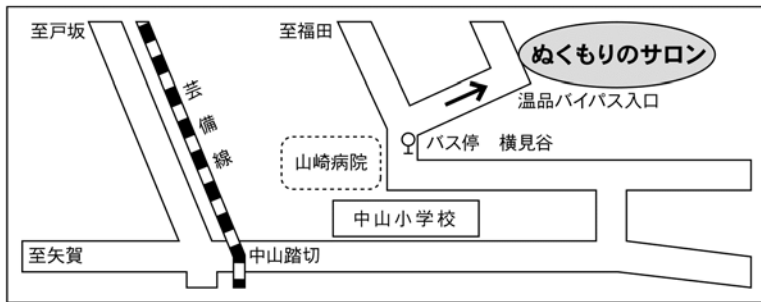 至戸坂
至福田
ぬくもりのサロン
芸備線
温品バイパス入口
バス停 横見谷
山崎病院
中山小学校
至矢賀
中山踏切